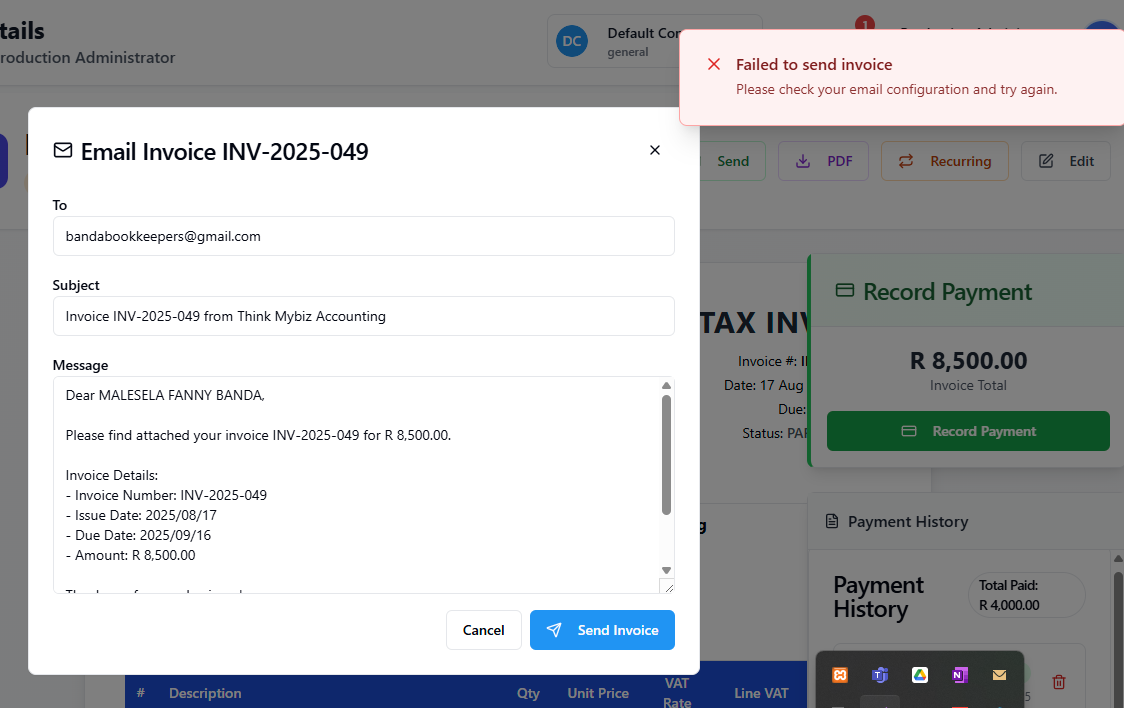 tails
roduction Administrator
DC
Default Con
general
1
Failed to send invoice
Please check your email configuration and try again.
Email Invoice INV-2025-049
Send
PDF
Recurring
Edit
To
bandabookkeepers@gmail.com
Subject
Invoice INV-2025-049 from Think Mybiz Accounting
Message
Dear MALESELA FANNY BANDA,
Please find attached your invoice INV-2025-049 for R 8,500.00.
Invoice Details:
- Invoice Number: INV-2025-049
- Issue Date: 2025/08/17
- Due Date: 2025/09/16
- Amount: R 8,500.00
Cancel
Send Invoice
TAX INV
Invoice #: I
Date: 17 Aug
Due:
Status: PAR
g
Record Payment
R 8,500.00
Invoice Total
Record Payment
Payment History
Payment
History
Total Paid:
R 4,000.00
5
# Description Qty Unit Price VAT Rate Line VAT